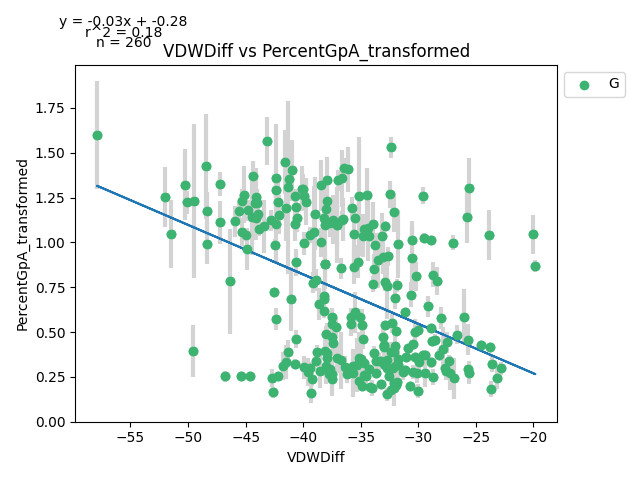 y = -0.03x + -0.28
r^2 = 0.18
n = 260
VDWDiff vs PercentGpA_transformed
G
1.75
1.50
1.25
1.00
0.75
0.50
0.25
0.00
PercentGpA_transformed
−55
−50
−45
−40
−35
−30
−25
−20
VDWDiff